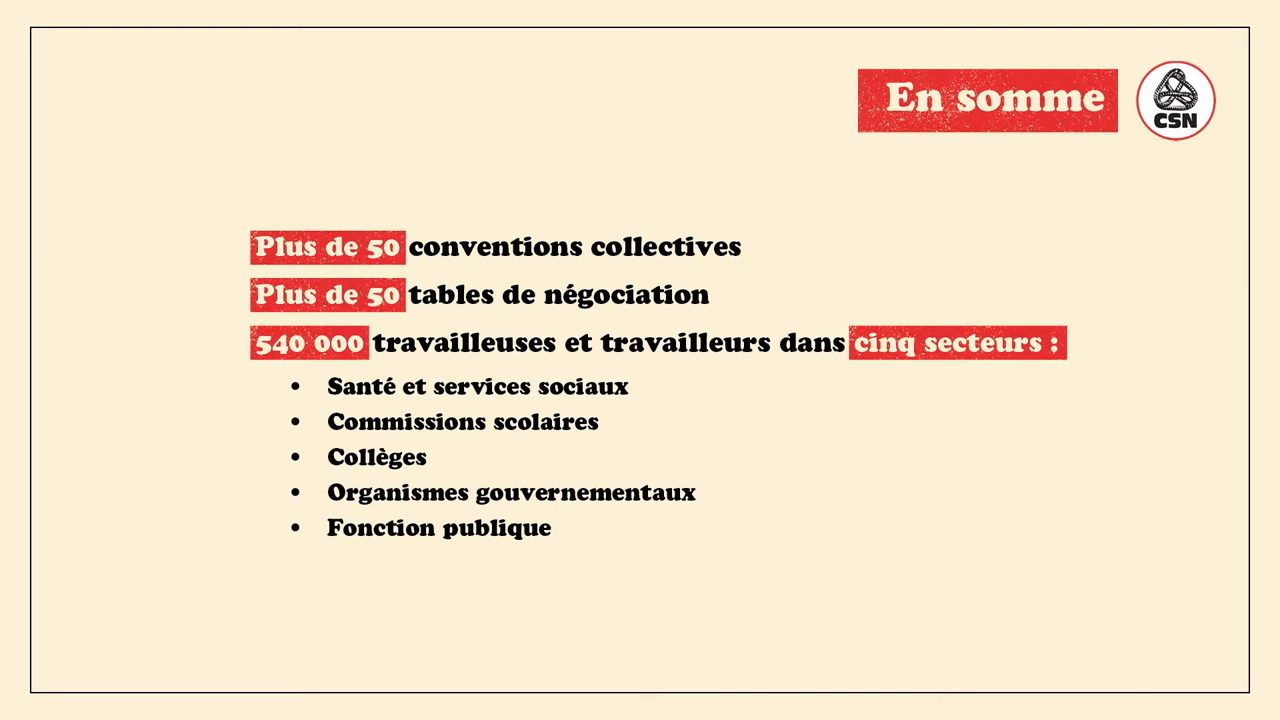 En somme
CSN
Plus de 50 conventions collectives
Plus de 50 tables de négociation
540 000 travailleuses et travailleurs dans cinq secteurs :
• Santé et services sociaux
• Commissions scolaires
• Collèges
• Organismes gouvernementaux
• Fonction publique